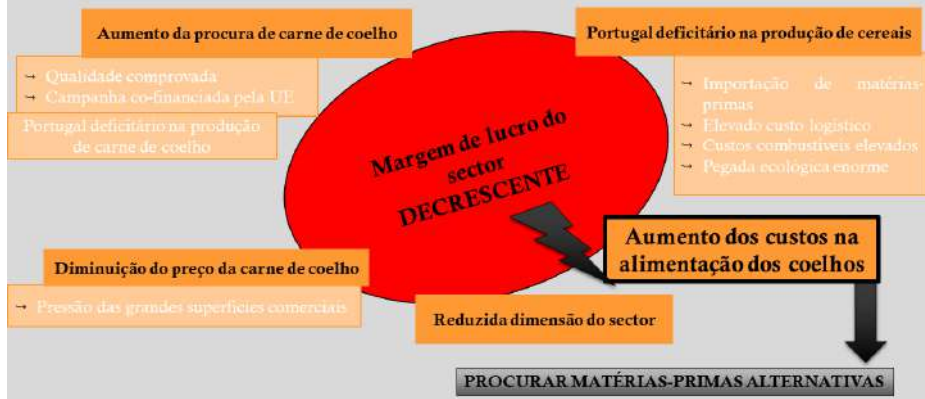 Aumento da procura de carne de coelho
→ Qualidade comprovada
→ Campanha co-financiada pela UE
Portugal deficitário na produção
de carne de coelho
Portugal deficitário na produção de cereais
→ Importação de matérias-
primas
→ Elevado custo logístico
→ Custos combustíveis elevados
→ Pegada ecológica enorme
Margem de lucro do
sector
DECRESCENTE
Aumento dos custos na
alimentação dos coelhos
Diminuição do preço da carne de coelho
→ Pressão das grandes superfícies comerciais
Reduzida dimensão do sector
PROCURAR MATÉRIAS-PRIMAS ALTERNATIVAS